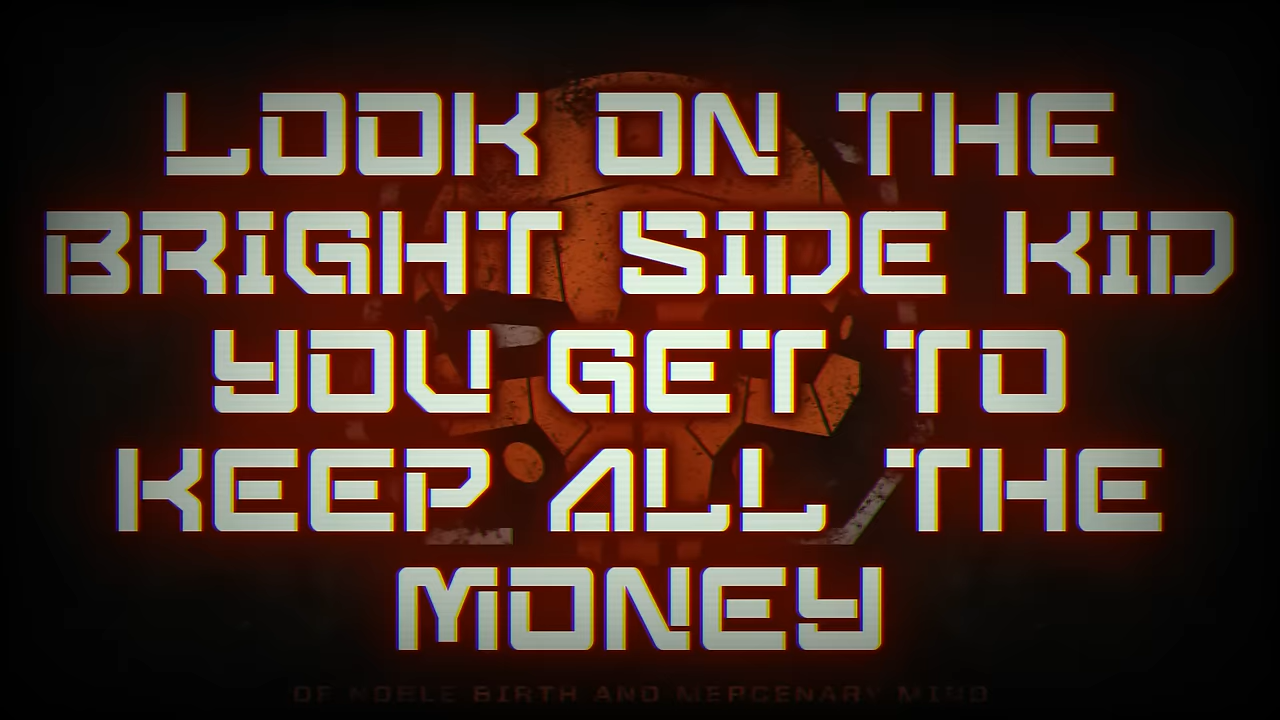 LOOK ON THE
BRIGHT SIDE KID
YOU GET TO
KEEP ALL THE
MONEY
OF NOBLE BIRTH AND MERCENARY MIND